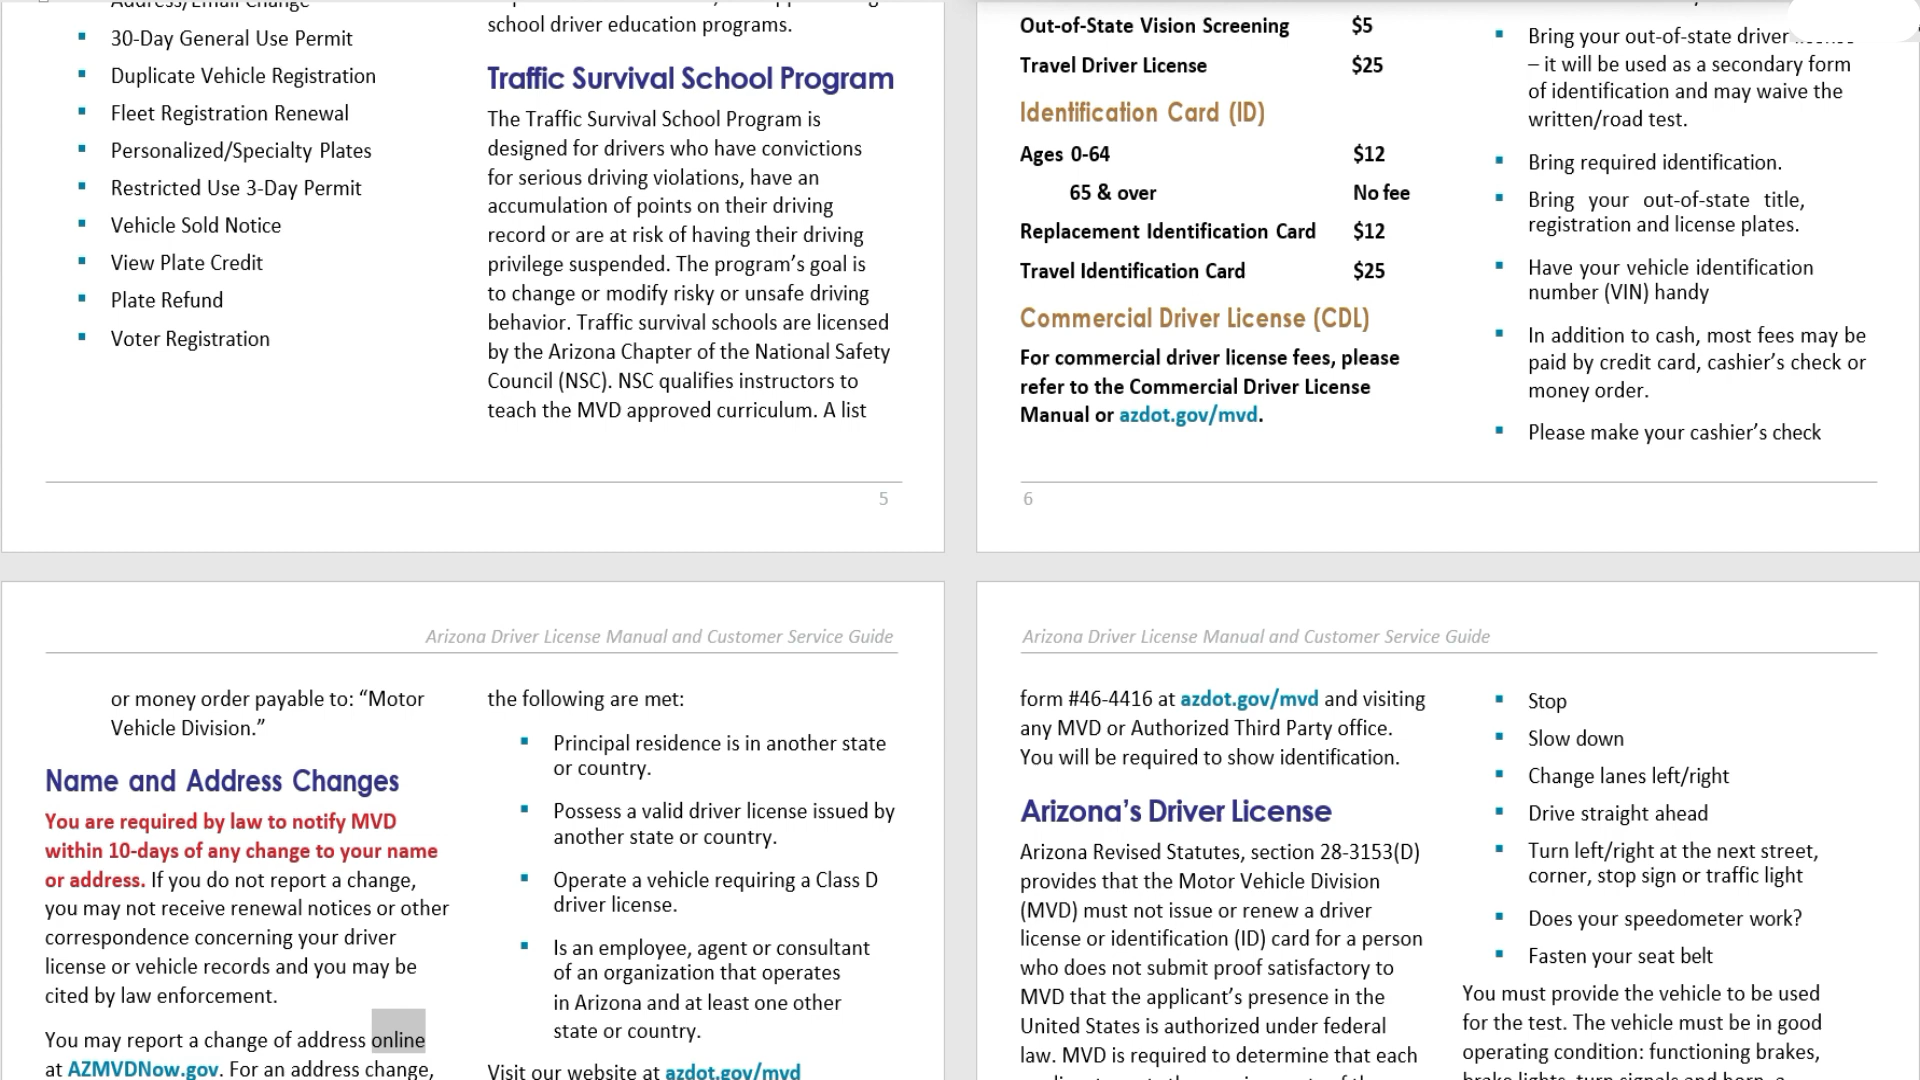 Address/Email Change
30-Day General Use Permit
Duplicate Vehicle Registration
Fleet Registration Renewal
Personalized/Specialty Plates
Restricted Use 3-Day Permit
Vehicle Sold Notice
View Plate Credit
Plate Refund
Voter Registration
school driver education programs.
Traffic Survival School Program
The Traffic Survival School Program is
designed for drivers who have convictions
for serious driving violations, have an
accumulation of points on their driving
record or are at risk of having their driving
privilege suspended. The program’s goal is
to change or modify risky or unsafe driving
behavior. Traffic survival schools are licensed
by the Arizona Chapter of the National Safety
Council (NSC). NSC qualifies instructors to
teach the MVD approved curriculum. A list
5
Out-of-State Vision Screening $5
Travel Driver License $25
Identification Card (ID)
Ages 0-64 $12
65 & over No fee
Replacement Identification Card $12
Travel Identification Card $25
Commercial Driver License (CDL)
For commercial driver license fees, please
refer to the Commercial Driver License
Manual or azdot.gov/mvd.
Bring your out-of-state driver license
– it will be used as a secondary form
of identification and may waive the
written/road test.
Bring required identification.
Bring your out-of-state title,
registration and license plates.
Have your vehicle identification
number (VIN) handy
In addition to cash, most fees may be
paid by credit card, cashier’s check or
money order.
Please make your cashier’s check
6
Arizona Driver License Manual and Customer Service Guide
or money order payable to: “Motor
Vehicle Division.”
Name and Address Changes
You are required by law to notify MVD
within 10-days of any change to your name
or address. If you do not report a change,
you may not receive renewal notices or other
correspondence concerning your driver
license or vehicle records and you may be
cited by law enforcement.
You may report a change of address online
at AZMVDNow.gov. For an address change,
the following are met:
Principal residence is in another state
or country.
Possess a valid driver license issued by
another state or country.
Operate a vehicle requiring a Class D
driver license.
Is an employee, agent or consultant
of an organization that operates
in Arizona and at least one other
state or country.
Visit our website at azdot.gov/mvd
Arizona Driver License Manual and Customer Service Guide
form #46-4416 at azdot.gov/mvd and visiting
any MVD or Authorized Third Party office.
You will be required to show identification.
Arizona’s Driver License
Arizona Revised Statutes, section 28-3153(D)
provides that the Motor Vehicle Division
(MVD) must not issue or renew a driver
license or identification (ID) card for a person
who does not submit proof satisfactory to
MVD that the applicant’s presence in the
United States is authorized under federal
law. MVD is required to determine that each
Stop
Slow down
Change lanes left/right
Drive straight ahead
Turn left/right at the next street,
corner, stop sign or traffic light
Does your speedometer work?
Fasten your seat belt
You must provide the vehicle to be used
for the test. The vehicle must be in good
operating condition: functioning brakes,
brake lights, turn signals and horn, a